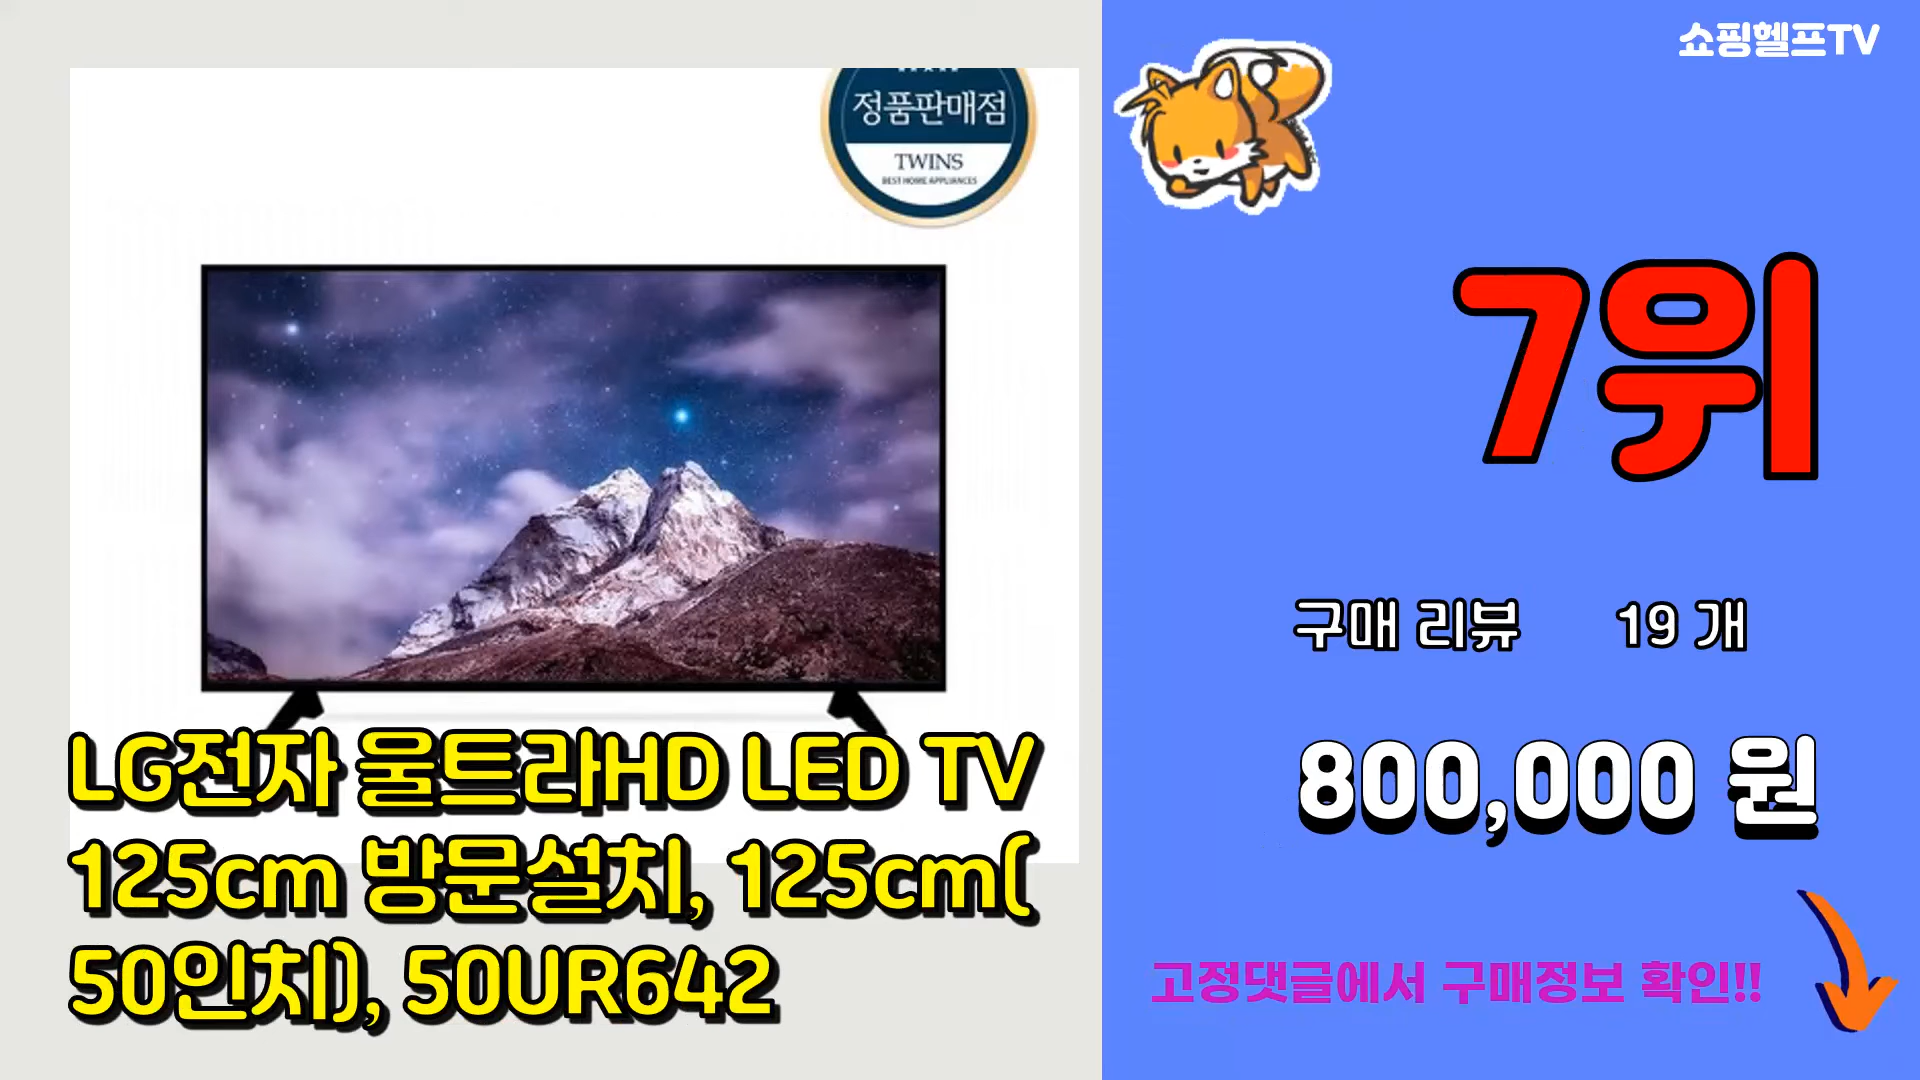 쇼핑헬프TV
정품판매점
TWINS
BEST HOME APPLIANCES
7위
구매 리뷰 19 개
800,000 원
LG전자 울트라HD LED TV
125cm 방문설치, 125cm(
50인치), 50UR642
고정댓글에서 구매정보 확인!!